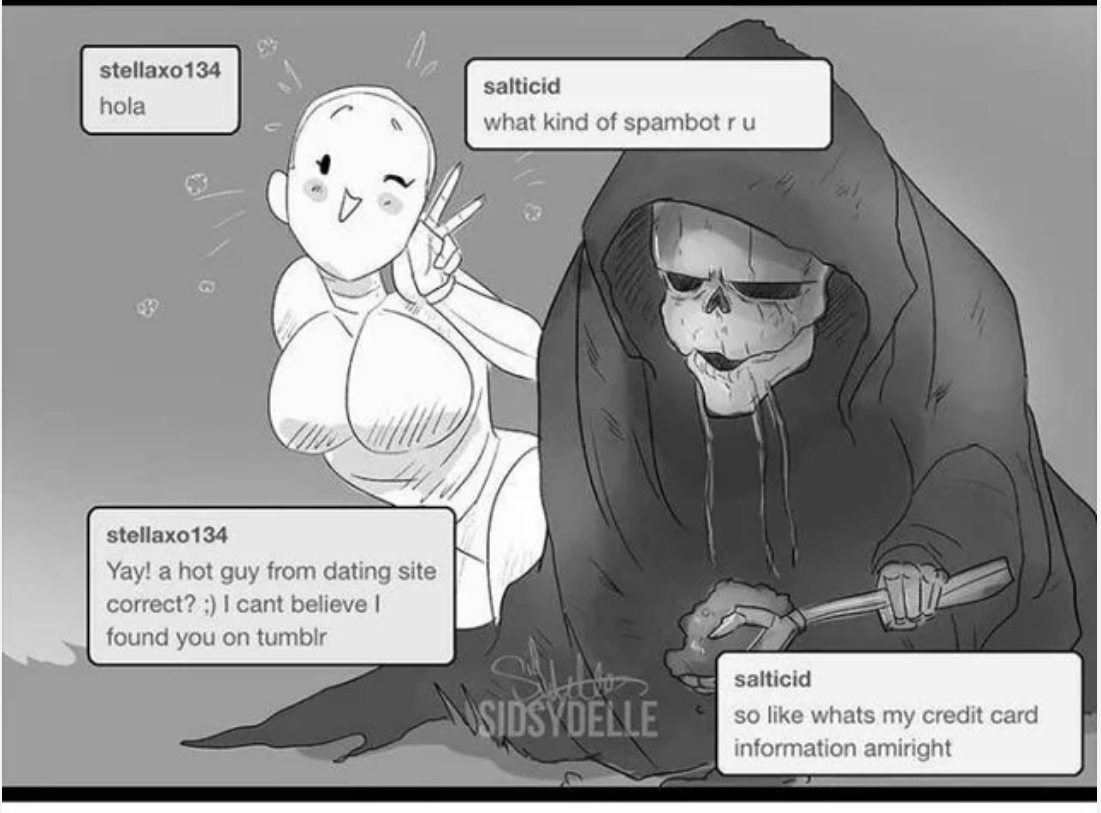 stellaxo134
hola
salticid
what kind of spambot r u
stellaxo134
Yay! a hot guy from dating site
correct? ;) I cant believe I
found you on tumblr
SIDSYDELLE
salticid
so like whats my credit card
information amiright